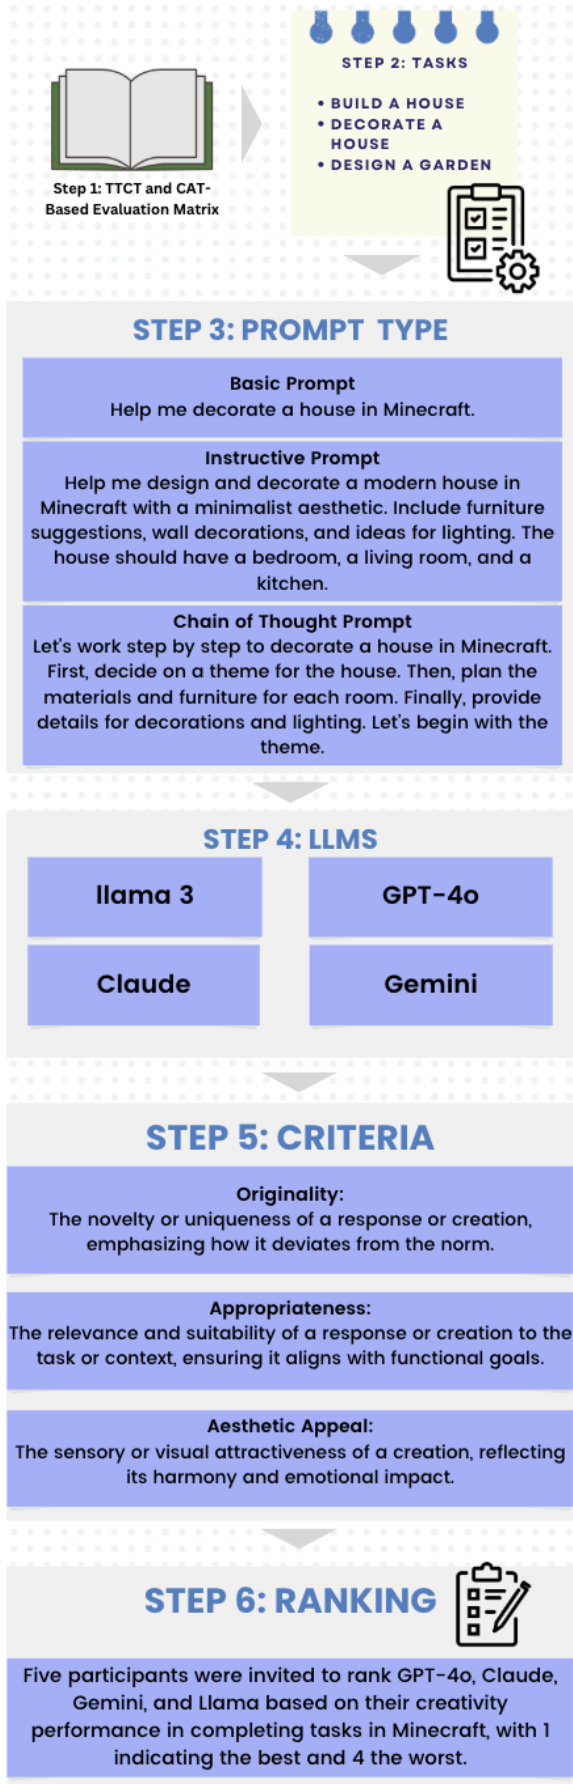 Step 1: TTCT and CAT-
Based Evaluation Matrix
STEP 2: TASKS
• BUILD A HOUSE
• DECORATE A
HOUSE
• DESIGN A GARDEN
STEP 3: PROMPT TYPE
Basic Prompt
Help me decorate a house in Minecraft.
Instructive Prompt
Help me design and decorate a modern house in
Minecraft with a minimalist aesthetic. Include furniture
suggestions, wall decorations, and ideas for lighting. The
house should have a bedroom, a living room, and a
kitchen.
Chain of Thought Prompt
Let's work step by step to decorate a house in Minecraft.
First, decide on a theme for the house. Then, plan the
materials and furniture for each room. Finally, provide
details for decorations and lighting. Let's begin with the
theme.
STEP 4: LLMS
llama 3
GPT-4o
Claude
Gemini
STEP 5: CRITERIA
Originality:
The novelty or uniqueness of a response or creation,
emphasizing how it deviates from the norm.
Appropriateness:
The relevance and suitability of a response or creation to the
task or context, ensuring it aligns with functional goals.
Aesthetic Appeal:
The sensory or visual attractiveness of a creation, reflecting
its harmony and emotional impact.
STEP 6: RANKING
Five participants were invited to rank GPT-4o, Claude,
Gemini, and Llama based on their creativity
performance in completing tasks in Minecraft, with 1
indicating the best and 4 the worst.